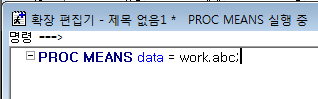 확장 편집기 - 제목 없음1 * PROC MEANS 실행 중
명령 --->
PROC MEANS data = work.abc;